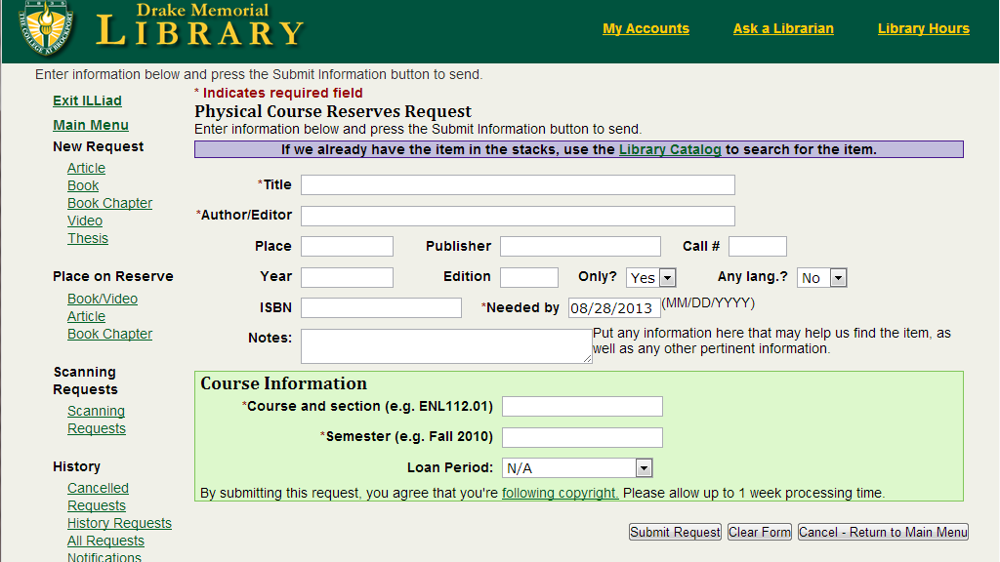 THE COLLEGE AT BROCKPORT
Drake Memorial
LIBRARY
My Accounts Ask a Librarian Library Hours
Enter information below and press the Submit Information button to send.
Exit ILLiad
Main Menu
New Request
Article
Book
Book Chapter
Video
Thesis
Place on Reserve
Book/Video
Article
Book Chapter
Scanning
Requests
Scanning
Requests
History
Cancelled
Requests
History Requests
All Requests
Notifications
* Indicates required field
Physical Course Reserves Request
Enter information below and press the Submit Information button to send.
If we already have the item in the stacks, use the Library Catalog to search for the item.
*Title
*Author/Editor
Place Publisher Call #
Year Edition Only? Yes Any lang.? No
ISBN *Needed by 08/28/2013 (MM/DD/YYYY)
Notes: Put any information here that may help us find the item, as
well as any other pertinent information.
Course Information
*Course and section (e.g. ENL112.01)
*Semester (e.g. Fall 2010)
Loan Period: N/A
By submitting this request, you agree that you're following copyright. Please allow up to 1 week processing time.
Submit Request Clear Form Cancel - Return to Main Menu